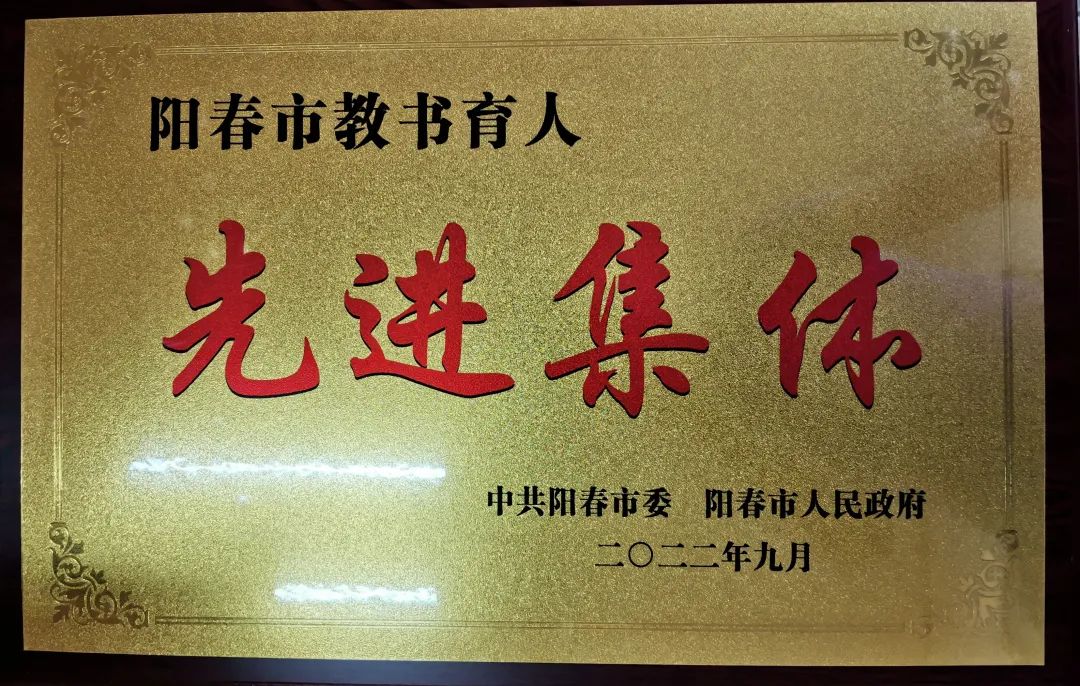 阳春市教书育人
先进集体
中共阳春市委 阳春市人民政府
二〇二二年九月